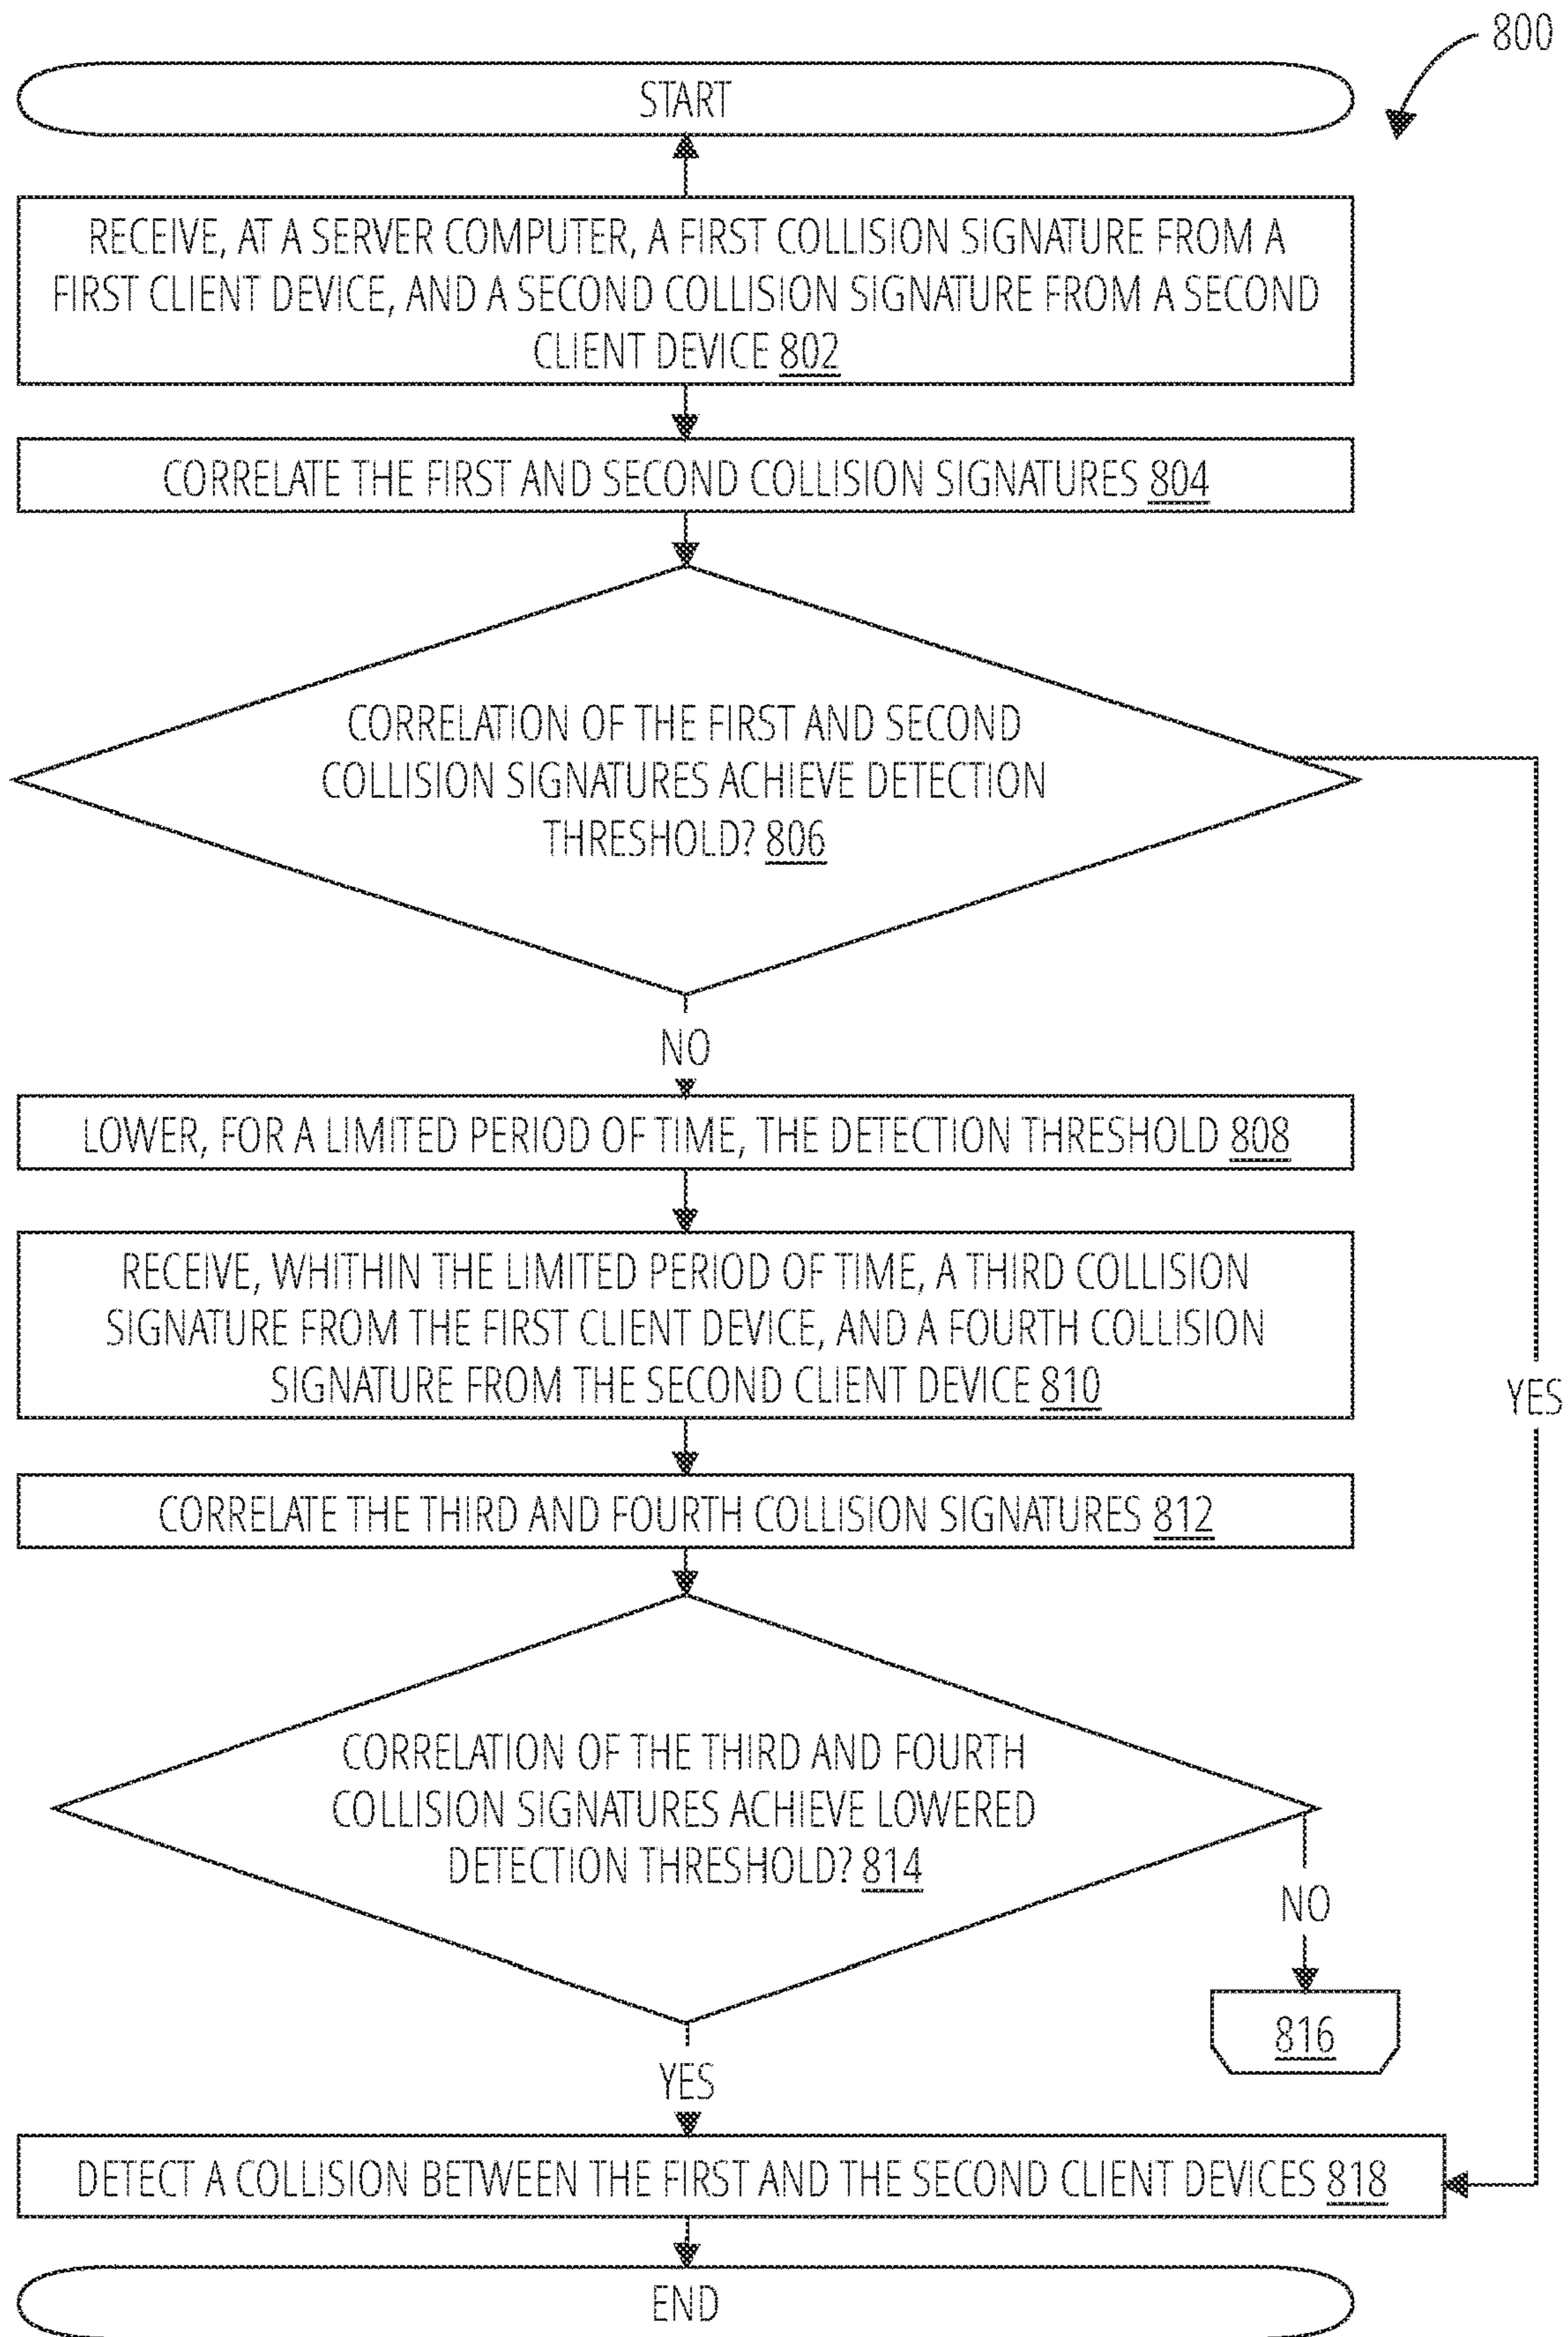 800
START
RECEIVE, AT A SERVER COMPUTER, A FIRST COLLISION SIGNATURE FROM A
FIRST CLIENT DEVICE, AND A SECOND COLLISION SIGNATURE FROM A SECOND
CLIENT DEVICE 802
CORRELATE THE FIRST AND SECOND COLLISION SIGNATURES 804
CORRELATION OF THE FIRST AND SECOND
COLLISION SIGNATURES ACHIEVE DETECTION
THRESHOLD? 806
NO
LOWER, FOR A LIMITED PERIOD OF TIME, THE DETECTION THRESHOLD 808
RECEIVE, WHITHIN THE LIMITED PERIOD OF TIME, A THIRD COLLISION
SIGNATURE FROM THE FIRST CLIENT DEVICE, AND A FOURTH COLLISION
SIGNATURE FROM THE SECOND CLIENT DEVICE 810
YES
CORRELATE THE THIRD AND FOURTH COLLISION SIGNATURES 812
CORRELATION OF THE THIRD AND FOURTH
COLLISION SIGNATURES ACHIEVE LOWERED
DETECTION THRESHOLD? 814
NO
816
YES
DETECT A COLLISION BETWEEN THE FIRST AND THE SECOND CLIENT DEVICES 818
END